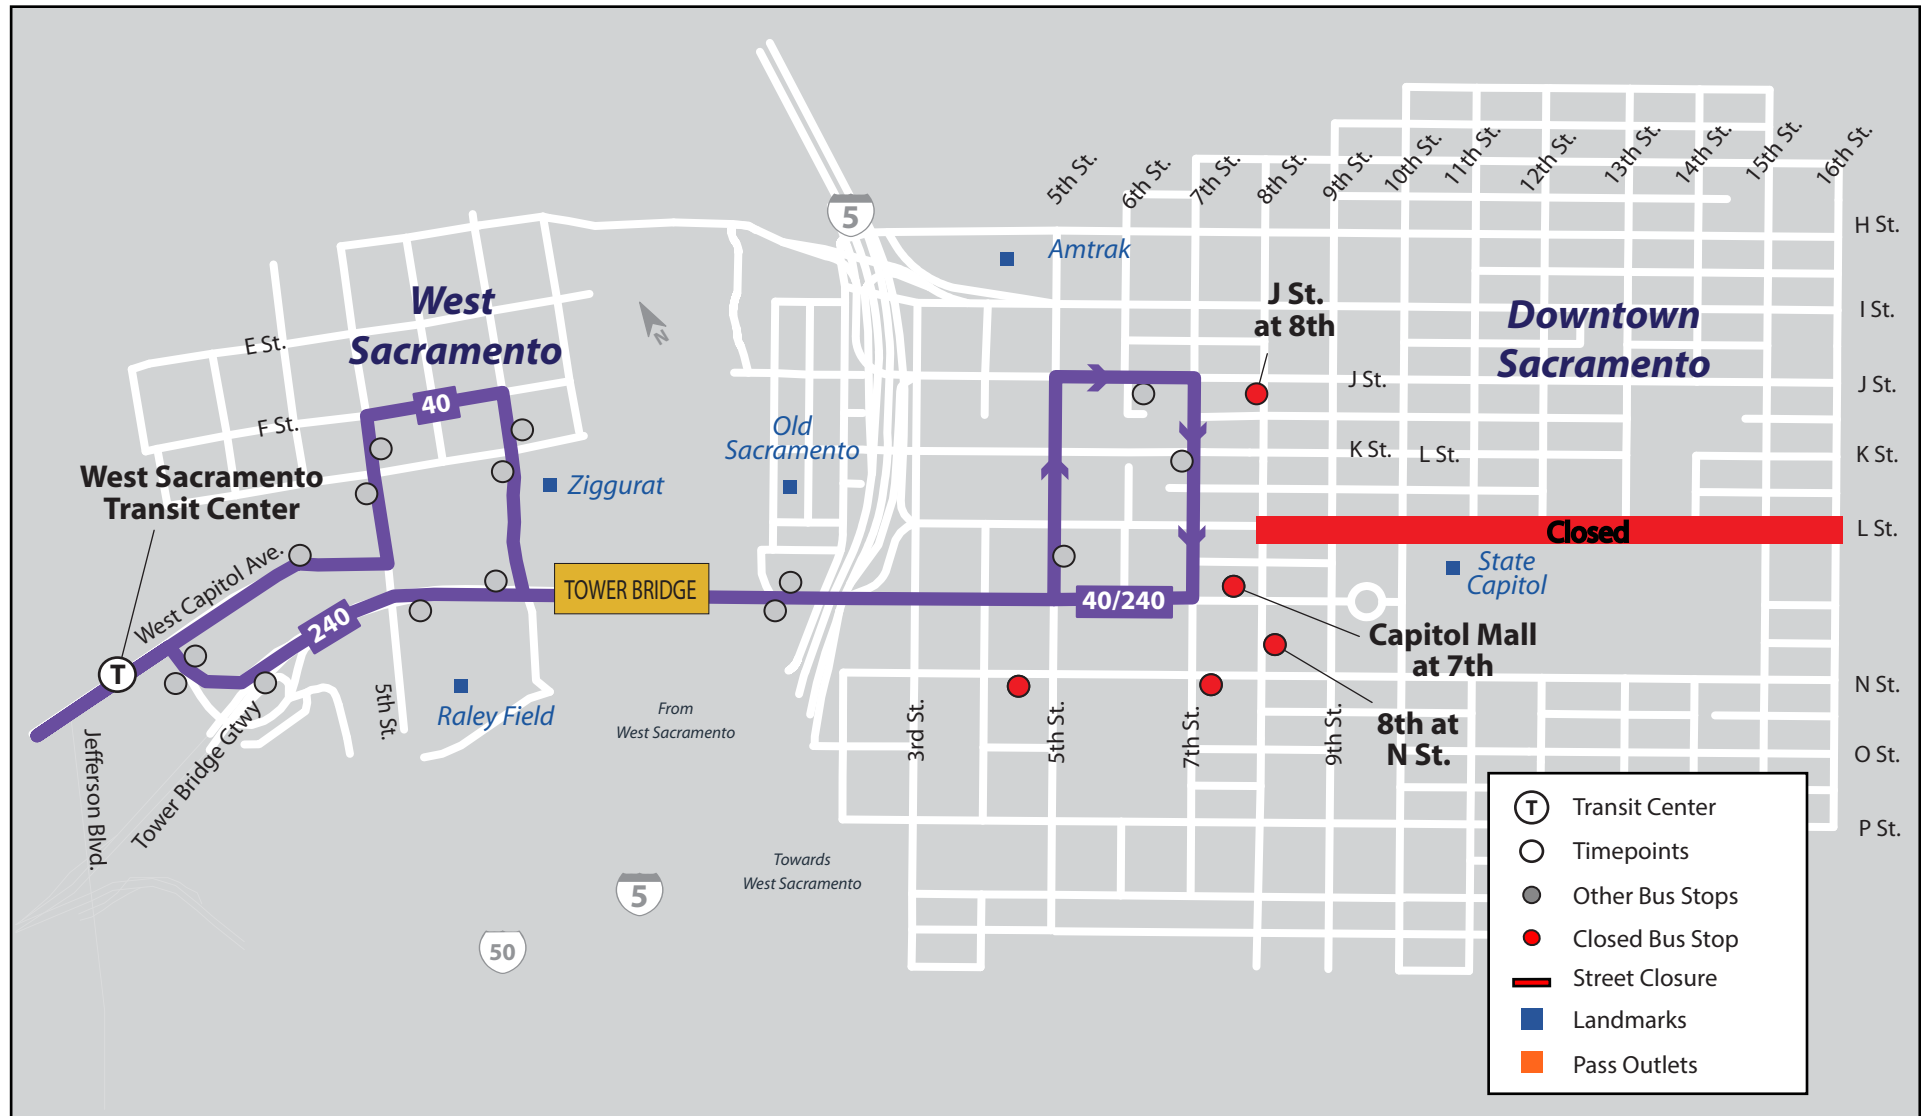 5th St.
6th St.
7th St.
8th St.
9th St.
10th St.
11th St.
12th St.
13th St.
14th St.
15th St.
16th St.
H St.
I St.
J St.
K St.
L St.
N St.
O St.
P St.
5
Amtrak
J St.
at 8th
Downtown
Sacramento
West
Sacramento
N
E St.
F St.
40
J St.
K St.
L St.
Old
Sacramento
Ziggurat
West Sacramento
Transit Center
Closed
State
Capitol
West Capitol Ave.
TOWER BRIDGE
40/240
240
T
Capitol Mall
at 7th
8th at
N St.
Raley Field
From
West Sacramento
5th St.
Tower Bridge Gtwy
Jefferson Blvd.
3rd St.
5th St.
7th St.
9th St.
Towards
West Sacramento
5
50
T
Transit Center
Timepoints
Other Bus Stops
Closed Bus Stop
Street Closure
Landmarks
Pass Outlets